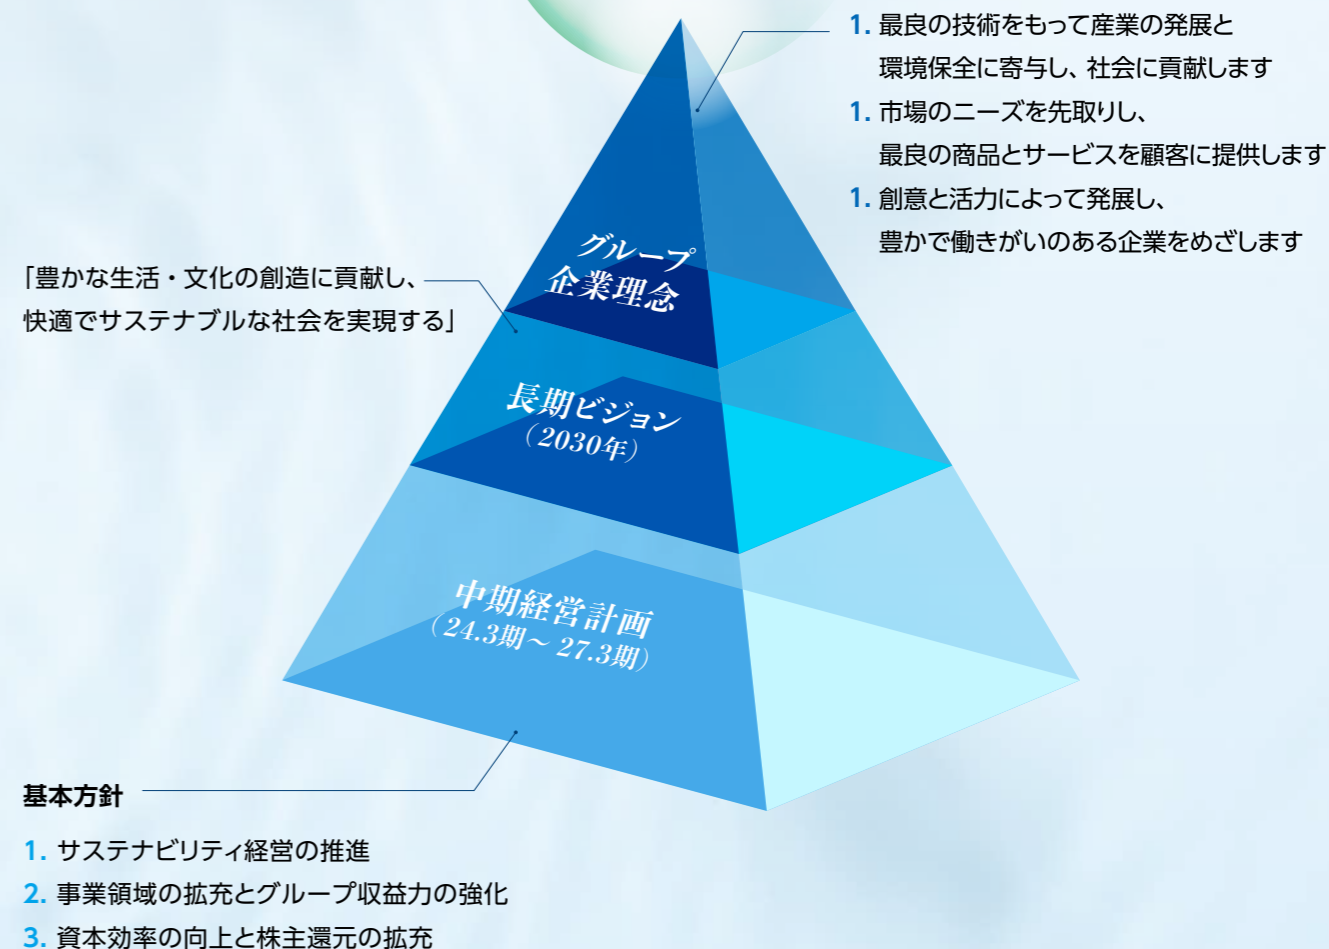 1. 最良の技術をもって産業の発展と
環境保全に寄与し、社会に貢献します
1. 市場のニーズを先取りし、
最良の商品とサービスを顧客に提供します
1. 創意と活力によって発展し、
豊かで働きがいのある企業をめざします
グループ
企業理念
「豊かな生活・文化の創造に貢献し、
快適でサステナブルな社会を実現する」
長期ビジョン
（2030年）
中期経営計画
（24.3期～27.3期）
基本方針
1. サステナビリティ経営の推進
2. 事業領域の拡充とグループ収益力の強化
3. 資本効率の向上と株主還元の拡充